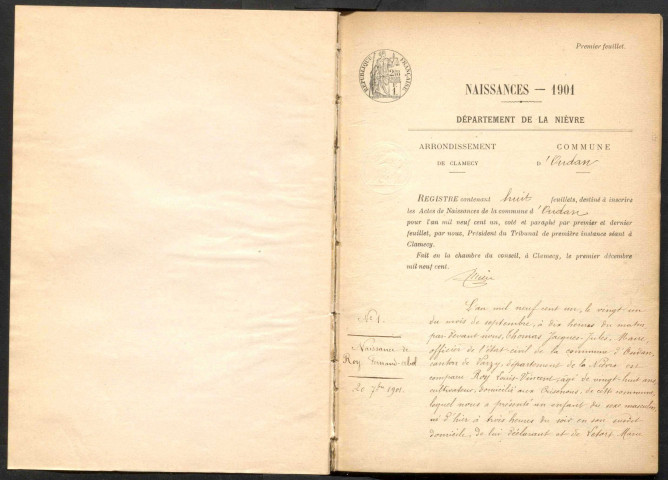 Premier feuillet.
RÉPUBLIQUE FRANÇAISE
NAISSANCES — 1901
DÉPARTEMENT DE LA NIÈVRE
ARRONDISSEMENT
DE CLAMECY
COMMUNE
D'Oudan
REGISTRE contenant huit feuillets, destiné à inscrire
les Actes de Naissances de la commune d'Oudan
pour l'an mil neuf cent un, coté et paraphé par premier et dernier
feuillet, par nous, Président du Tribunal de première instance séant à
Clamecy.
Fait en la chambre du conseil, à Clamecy, le premier décembre
mil neuf cent.
N° 1.
Naissance de
Roy Fernand
20 7bre 1901.
L'an mil neuf cent un, le vingt un
du mois de septembre, à dix heures du matin,
par devant nous, Thomas Jacques-Jules, Maire,
officier de l'état civil de la commune d'Oudan,
canton de Varzy, département de la Nièvre, est
comparu Roy Louis-Vincent, âgé de vingt huit ans,
cultivateur, domicilié aux de cette commune,
lequel nous a présenté un enfant du sexe masculin
né d'hier à trois heures du soir en son susdit
domicile, de lui déclarant et de Lebort Marie